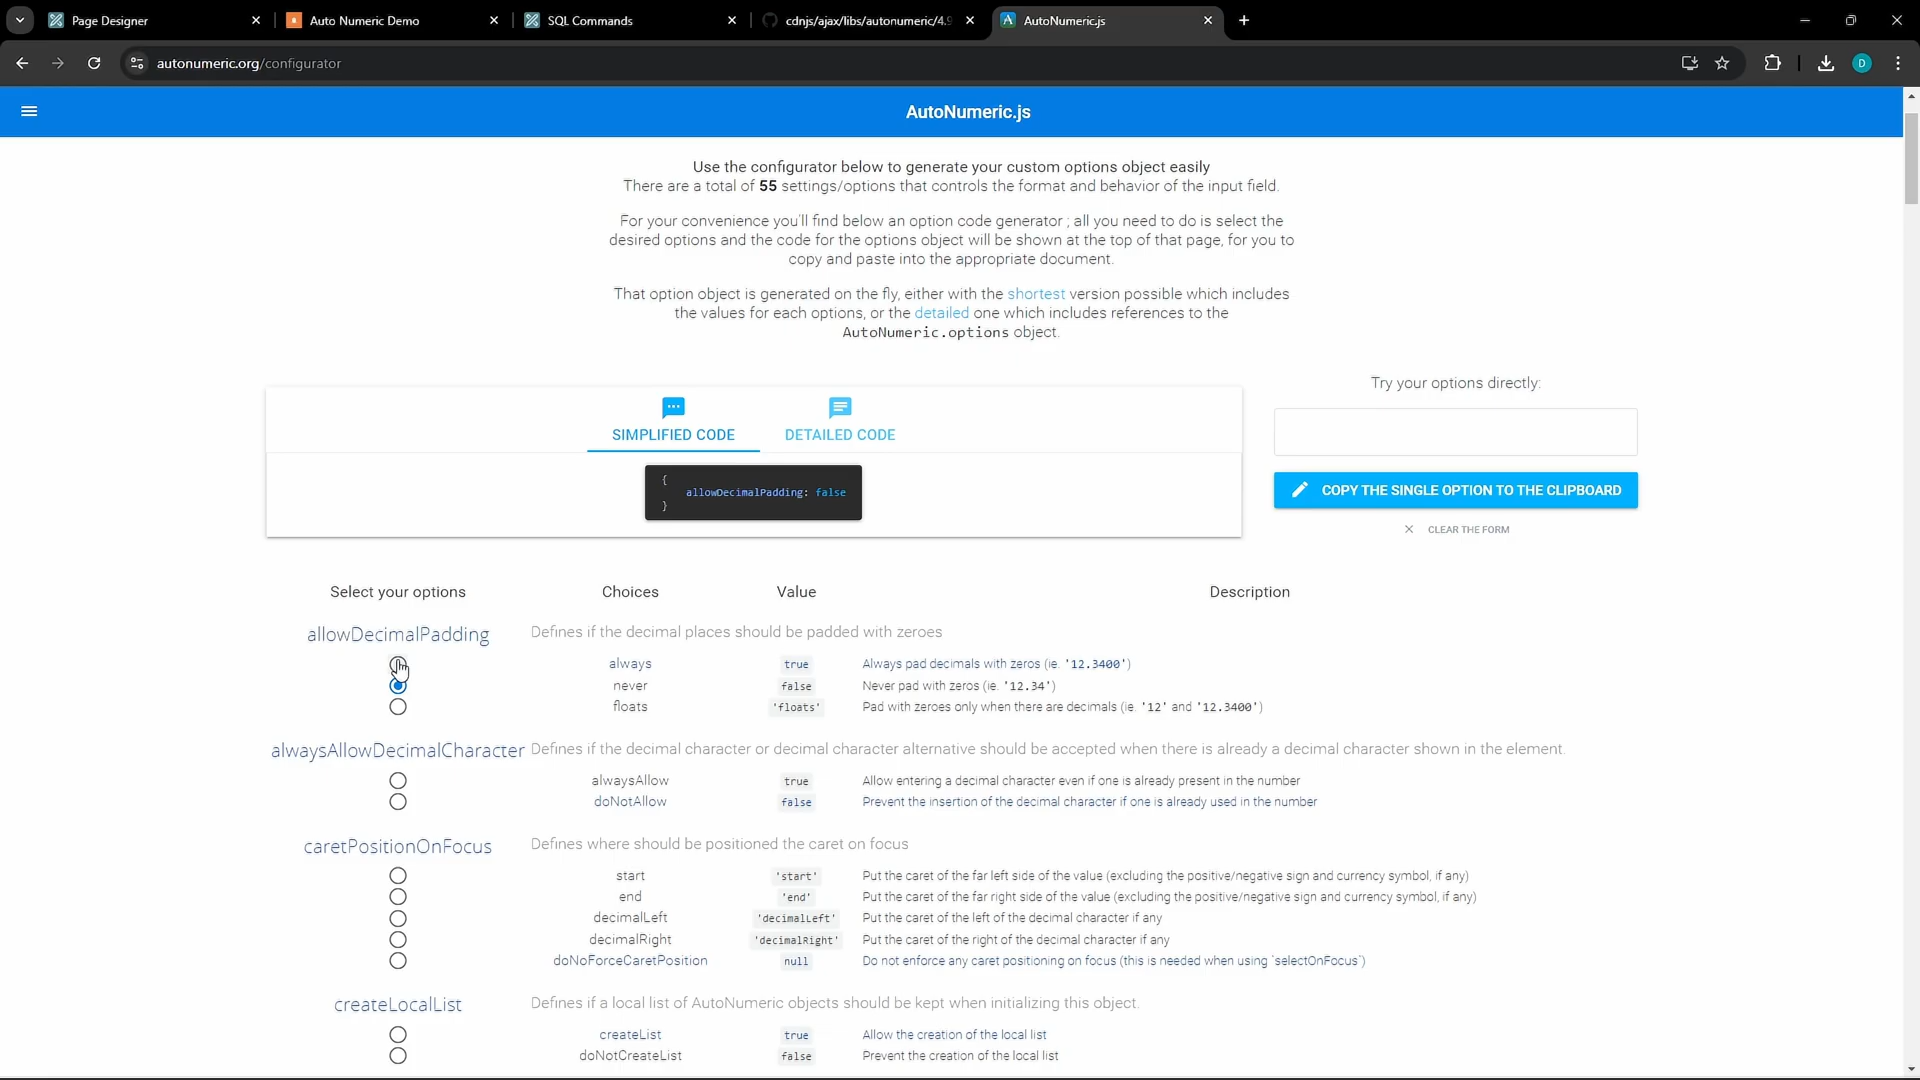 Page Designer
Auto Numeric Demo
SQL Commands
cdnjs/ajax/libs/autonumeric/4.9
AutoNumeric.js
autonumeric.org/configurator
D
AutoNumeric.js
Use the configurator below to generate your custom options object easily
There are a total of 55 settings/options that controls the format and behavior of the input field.
For your convenience you'll find below an option code generator ; all you need to do is select the
desired options and the code for the options object will be shown at the top of that page, for you to
copy and paste into the appropriate document.
That option object is generated on the fly, either with the shortest version possible which includes
the values for each options, or the detailed one which includes references to the
AutoNumeric.options object.
Try your options directly:
SIMPLIFIED CODE
DETAILED CODE
{
allowDecimalPadding: false
}
COPY THE SINGLE OPTION TO THE CLIPBOARD
CLEAR THE FORM
Select your options Choices Value Description
allowDecimalPadding Defines if the decimal places should be padded with zeroes
always true Always pad decimals with zeros (ie. '12.3400')
never false Never pad with zeros (ie. '12.34')
floats 'floats' Pad with zeroes only when there are decimals (ie. '12' and '12.3400')
alwaysAllowDecimalCharacter Defines if the decimal character or decimal character alternative should be accepted when there is already a decimal character shown in the element.
alwaysAllow true Allow entering a decimal character even if one is already present in the number
doNotAllow false Prevent the insertion of the decimal character if one is already used in the number
caretPositionOnFocus Defines where should be positioned the caret on focus
start 'start' Put the caret of the far left side of the value (excluding the positive/negative sign and currency symbol, if any)
end 'end' Put the caret of the far right side of the value (excluding the positive/negative sign and currency symbol, if any)
decimalLeft 'decimalLeft' Put the caret of the left of the decimal character if any
decimalRight 'decimalRight' Put the caret of the right of the decimal character if any
doNoForceCaretPosition null Do not enforce any caret positioning on focus (this is needed when using `selectOnFocus`)
createLocalList Defines if a local list of AutoNumeric objects should be kept when initializing this object.
createList true Allow the creation of the local list
doNotCreateList false Prevent the creation of the local list